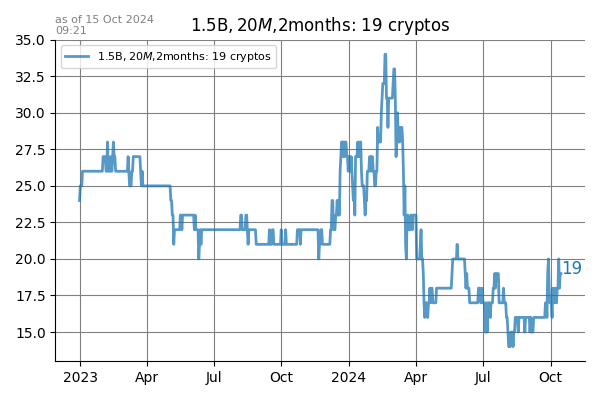 as of 15 Oct 2024
09:21
1.5B, 20M,2months: 19 cryptos
1.5B, 20M,2months: 19 cryptos
35.0
32.5
30.0
27.5
25.0
22.5
20.0
17.5
15.0
19
2023 Apr Jul Oct 2024 Apr Jul Oct